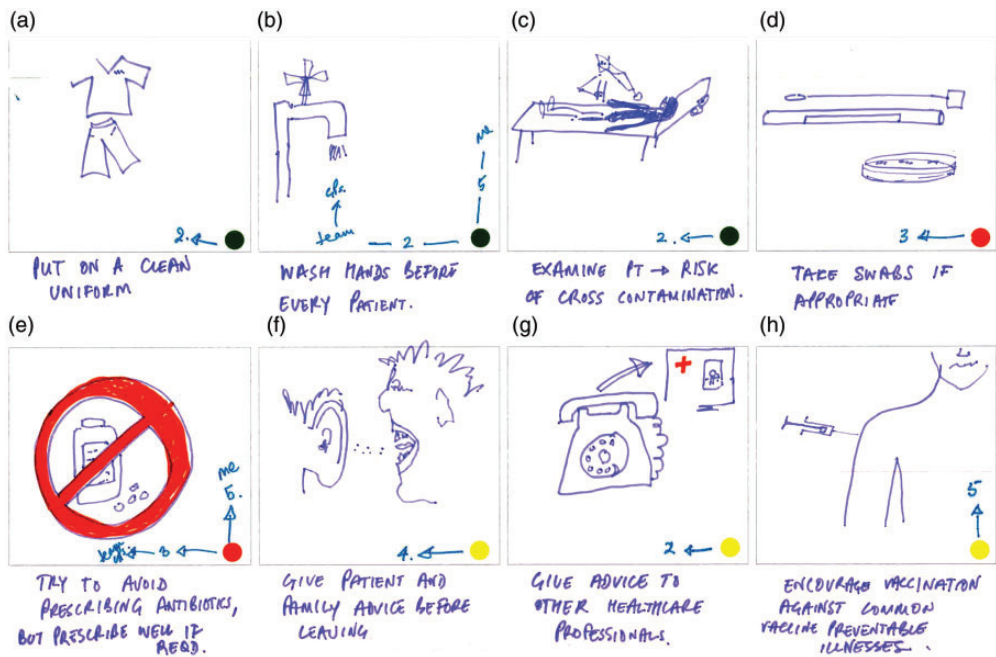 (a)
2.
PUT ON A CLEAN
UNIFORM
(b)
me
5
team
2
WASH HANDS BEFORE
EVERY PATIENT.
(c)
2.
EXAMINE PT → RISK
OF CROSS CONTAMINATION.
(d)
3
TAKE SWABS IF
APPROPRIATE
(e)
me
5.
3
TRY TO AVOID
PRESCRIBING ANTIBIOTICS,
BUT PRESCRIBE WELL IF
REQD.
(f)
4.
GIVE PATIENT AND
FAMILY ADVICE BEFORE
LEAVING
(g)
2
GIVE ADVICE TO
OTHER HEALTHCARE
PROFESSIONALS.
(h)
5
ENCOURAGE VACCINATION
AGAINST COMMON
VACCINE PREVENTABLE
ILLNESSES.